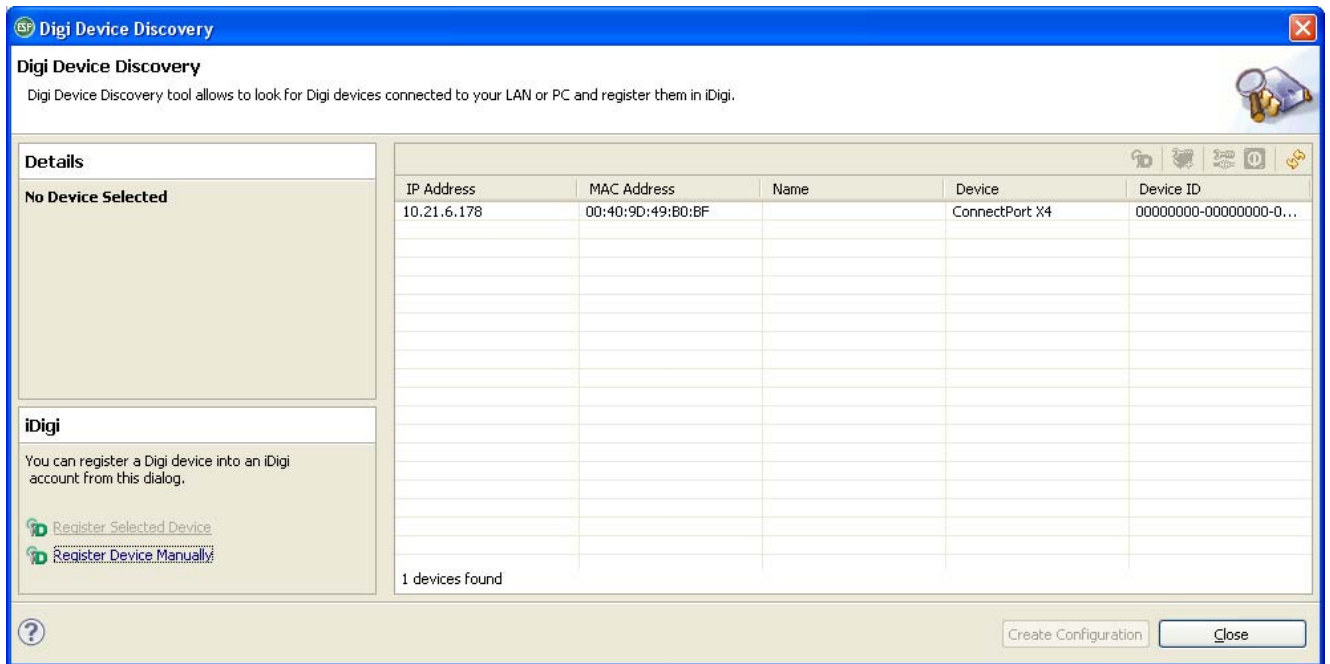 Digi Device Discovery
Digi Device Discovery
Digi Device Discovery tool allows to look for Digi devices connected to your LAN or PC and register them in iDigi.
Details
No Device Selected
IP Address MAC Address Name Device Device ID
10.21.6.178 00:40:9D:49:B0:BF ConnectPort X4 00000000-00000000-0...
iDigi
You can register a Digi device into an iDigi
account from this dialog.
Register Selected Device
Register Device Manually
1 devices found
Create Configuration Close